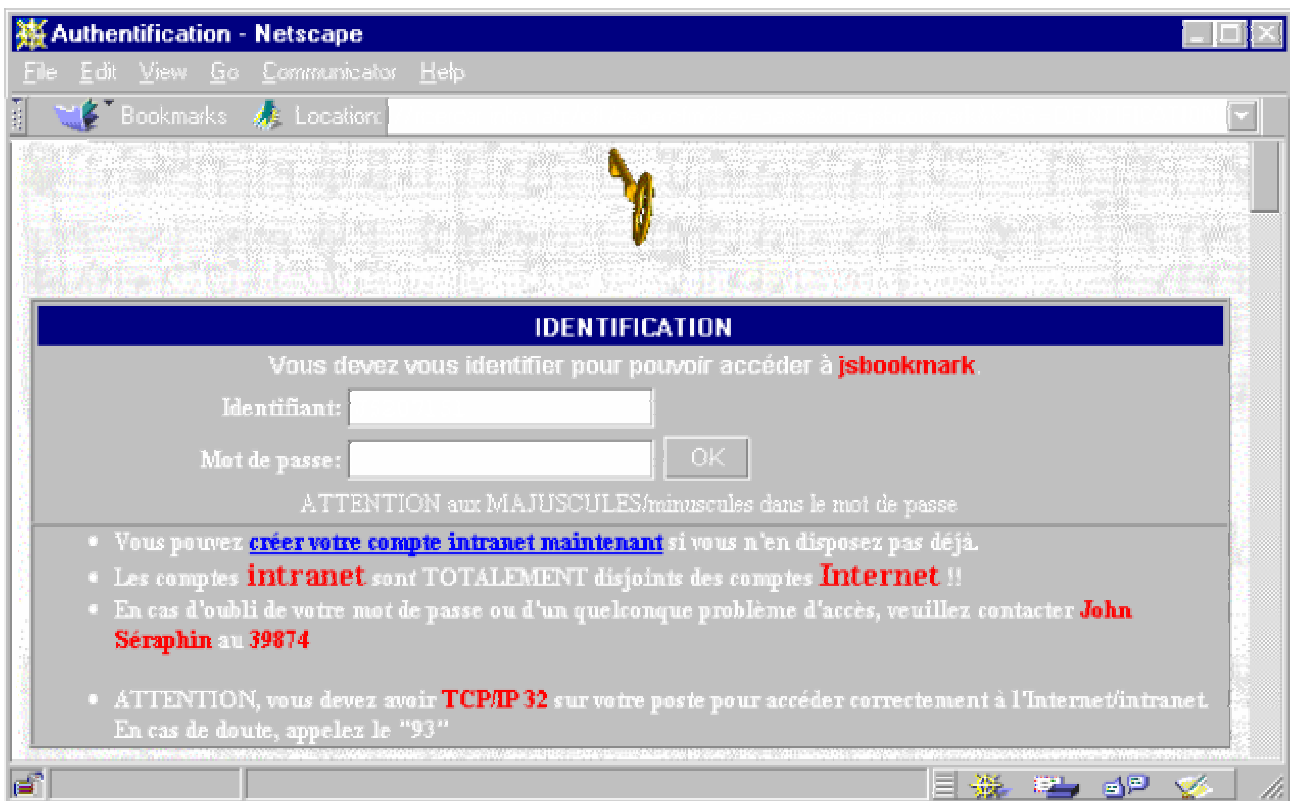 Authentification - Netscape
File Edit View Go Communicator Help
Bookmarks Location:
IDENTIFICATION
Vous devez vous identifier pour pouvoir accéder à jsbookmark.
Identifiant:
Mot de passe: OK
ATTENTION aux MAJUSCULES/minuscules dans le mot de passe
• Vous pouvez créer votre compte intranet maintenant si vous n'en disposez pas déjà.
• Les comptes intranet sont TOTALEMENT disjoints des comptes Internet !!
• En cas d'oubli de votre mot de passe ou d'un quelconque problème d'accès, veuillez contacter John
Séraphin au 39874
• ATTENTION, vous devez avoir TCP/IP 32 sur votre poste pour accéder correctement à l'Internet/intranet.
En cas de doute, appelez le "93"